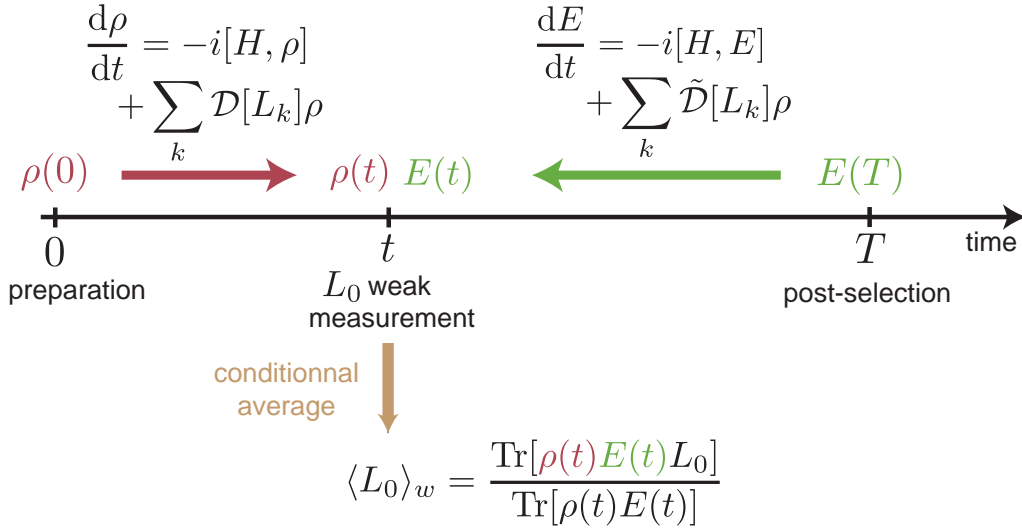 dρ/dt = −i[H, ρ]
+ ∑_k 𝒟[L_k]ρ
dE/dt = −i[H, E]
+ ∑_k 𝒟̃[L_k]ρ
ρ(0) ρ(t) E(t) E(T)
0 t T time
preparation
L_0 weak
measurement
post-selection
conditionnal
average
⟨L_0⟩_w = Tr[ρ(t)E(t)L_0] / Tr[ρ(t)E(t)]